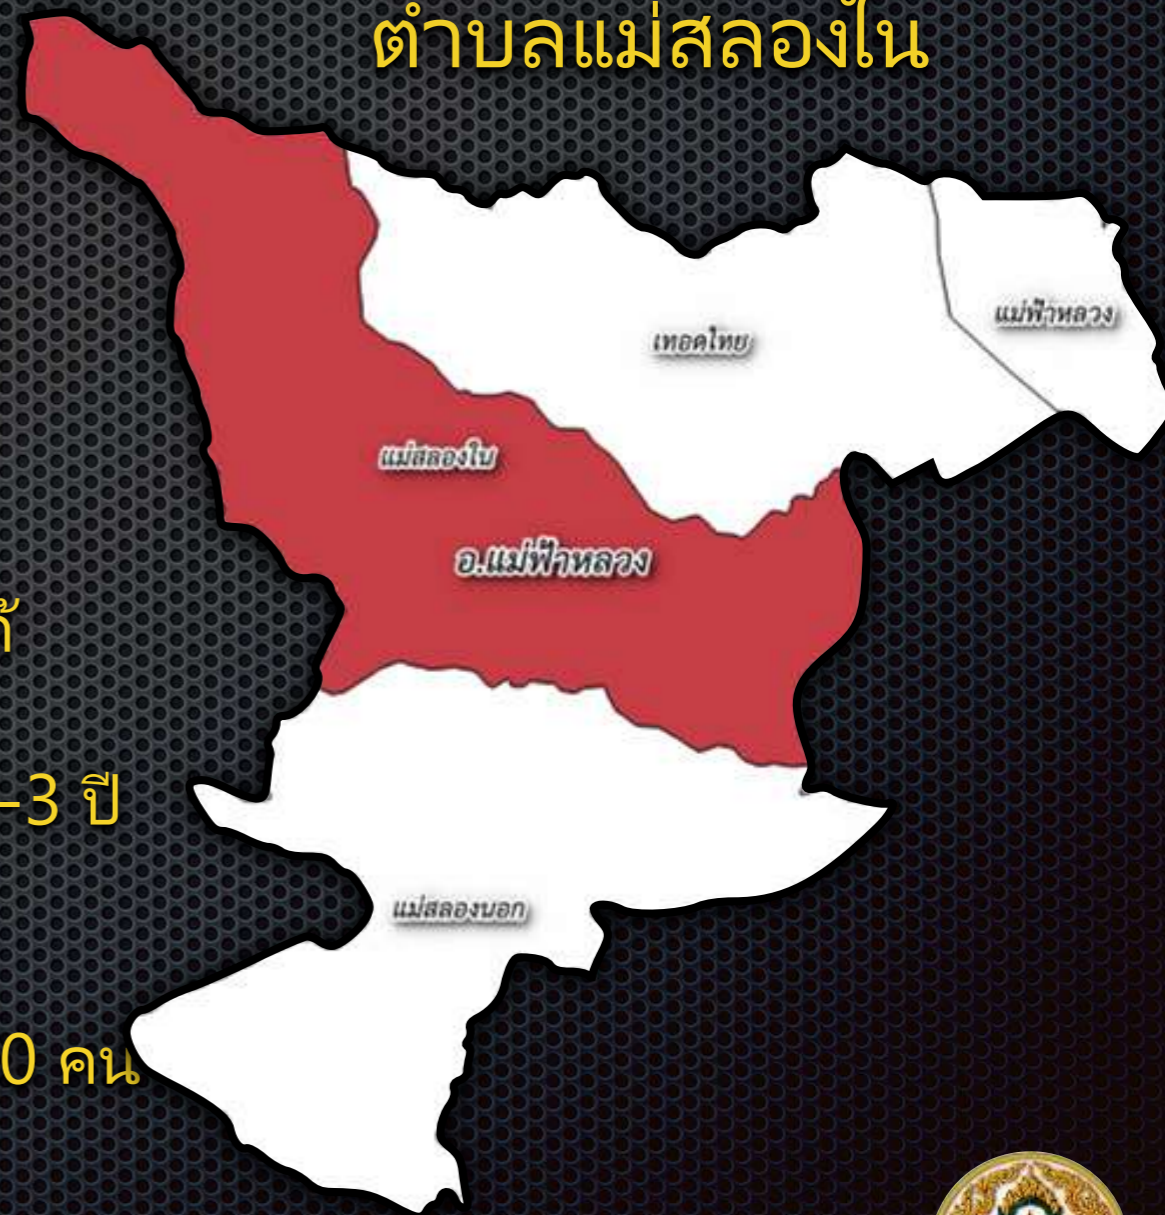 ตำบลแม่สลองใน
แม่ฟ้าหลวง
เทอดไทย
แม่สลองใน
อ.แม่ฟ้าหลวง
-3 ปี
แม่สลองนอก
0 คน